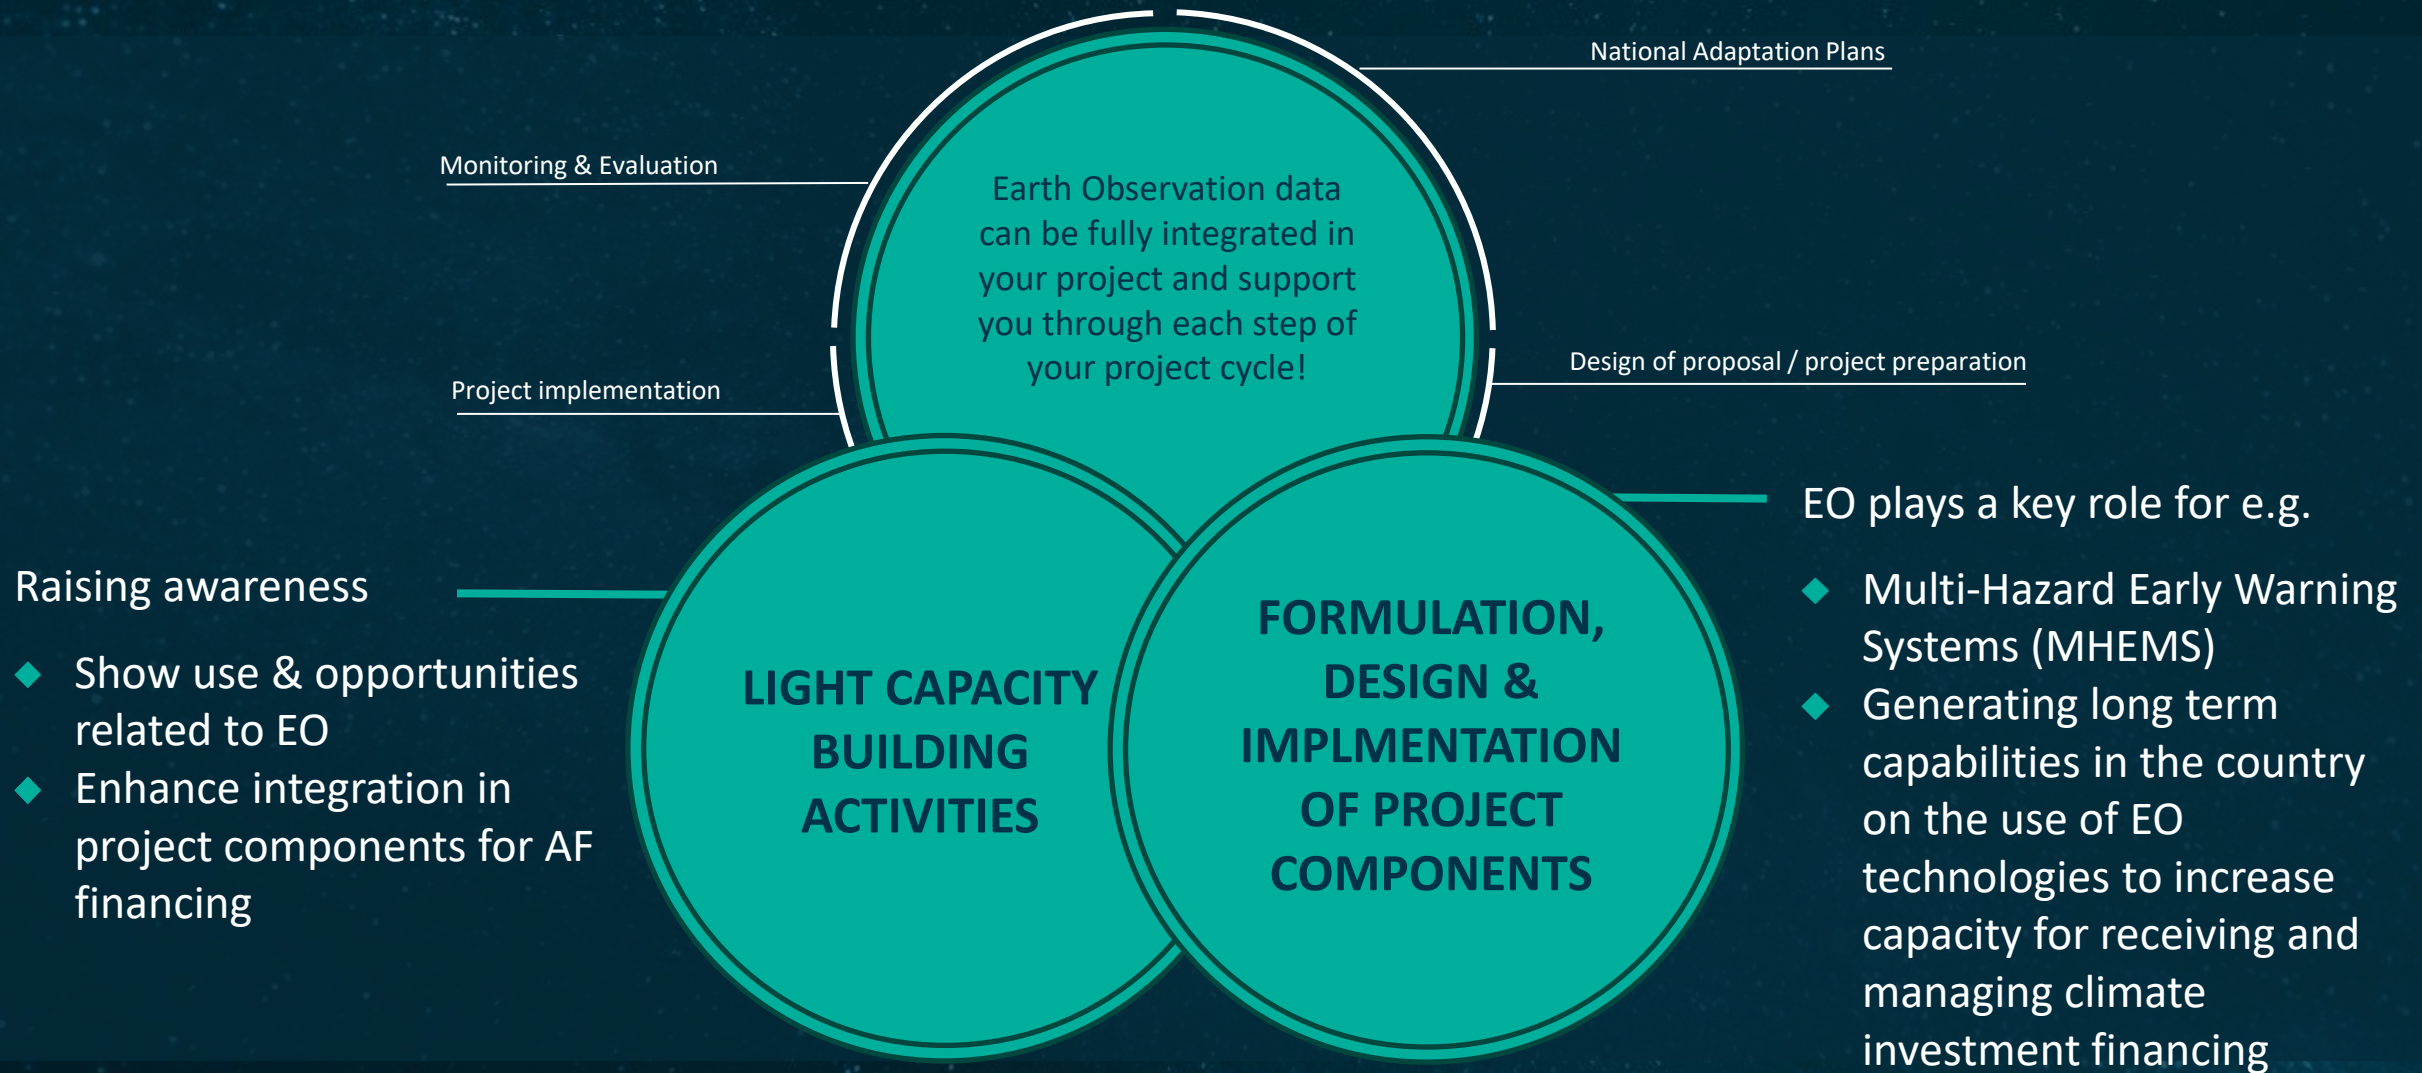 National Adaptation Plans
Monitoring & Evaluation
Earth Observation data
can be fully integrated in
your project and support
you through each step of
your project cycle!
Design of proposal / project preparation
Project implementation
Raising awareness
Show use & opportunities
related to EO
Enhance integration in
project components for AF
financing
LIGHT CAPACITY
BUILDING
ACTIVITIES
FORMULATION,
DESIGN &
IMPLMENTATION
OF PROJECT
COMPONENTS
EO plays a key role for e.g.
Multi-Hazard Early Warning
Systems (MHEMS)
Generating long term
capabilities in the country
on the use of EO
technologies to increase
capacity for receiving and
managing climate
investment financing